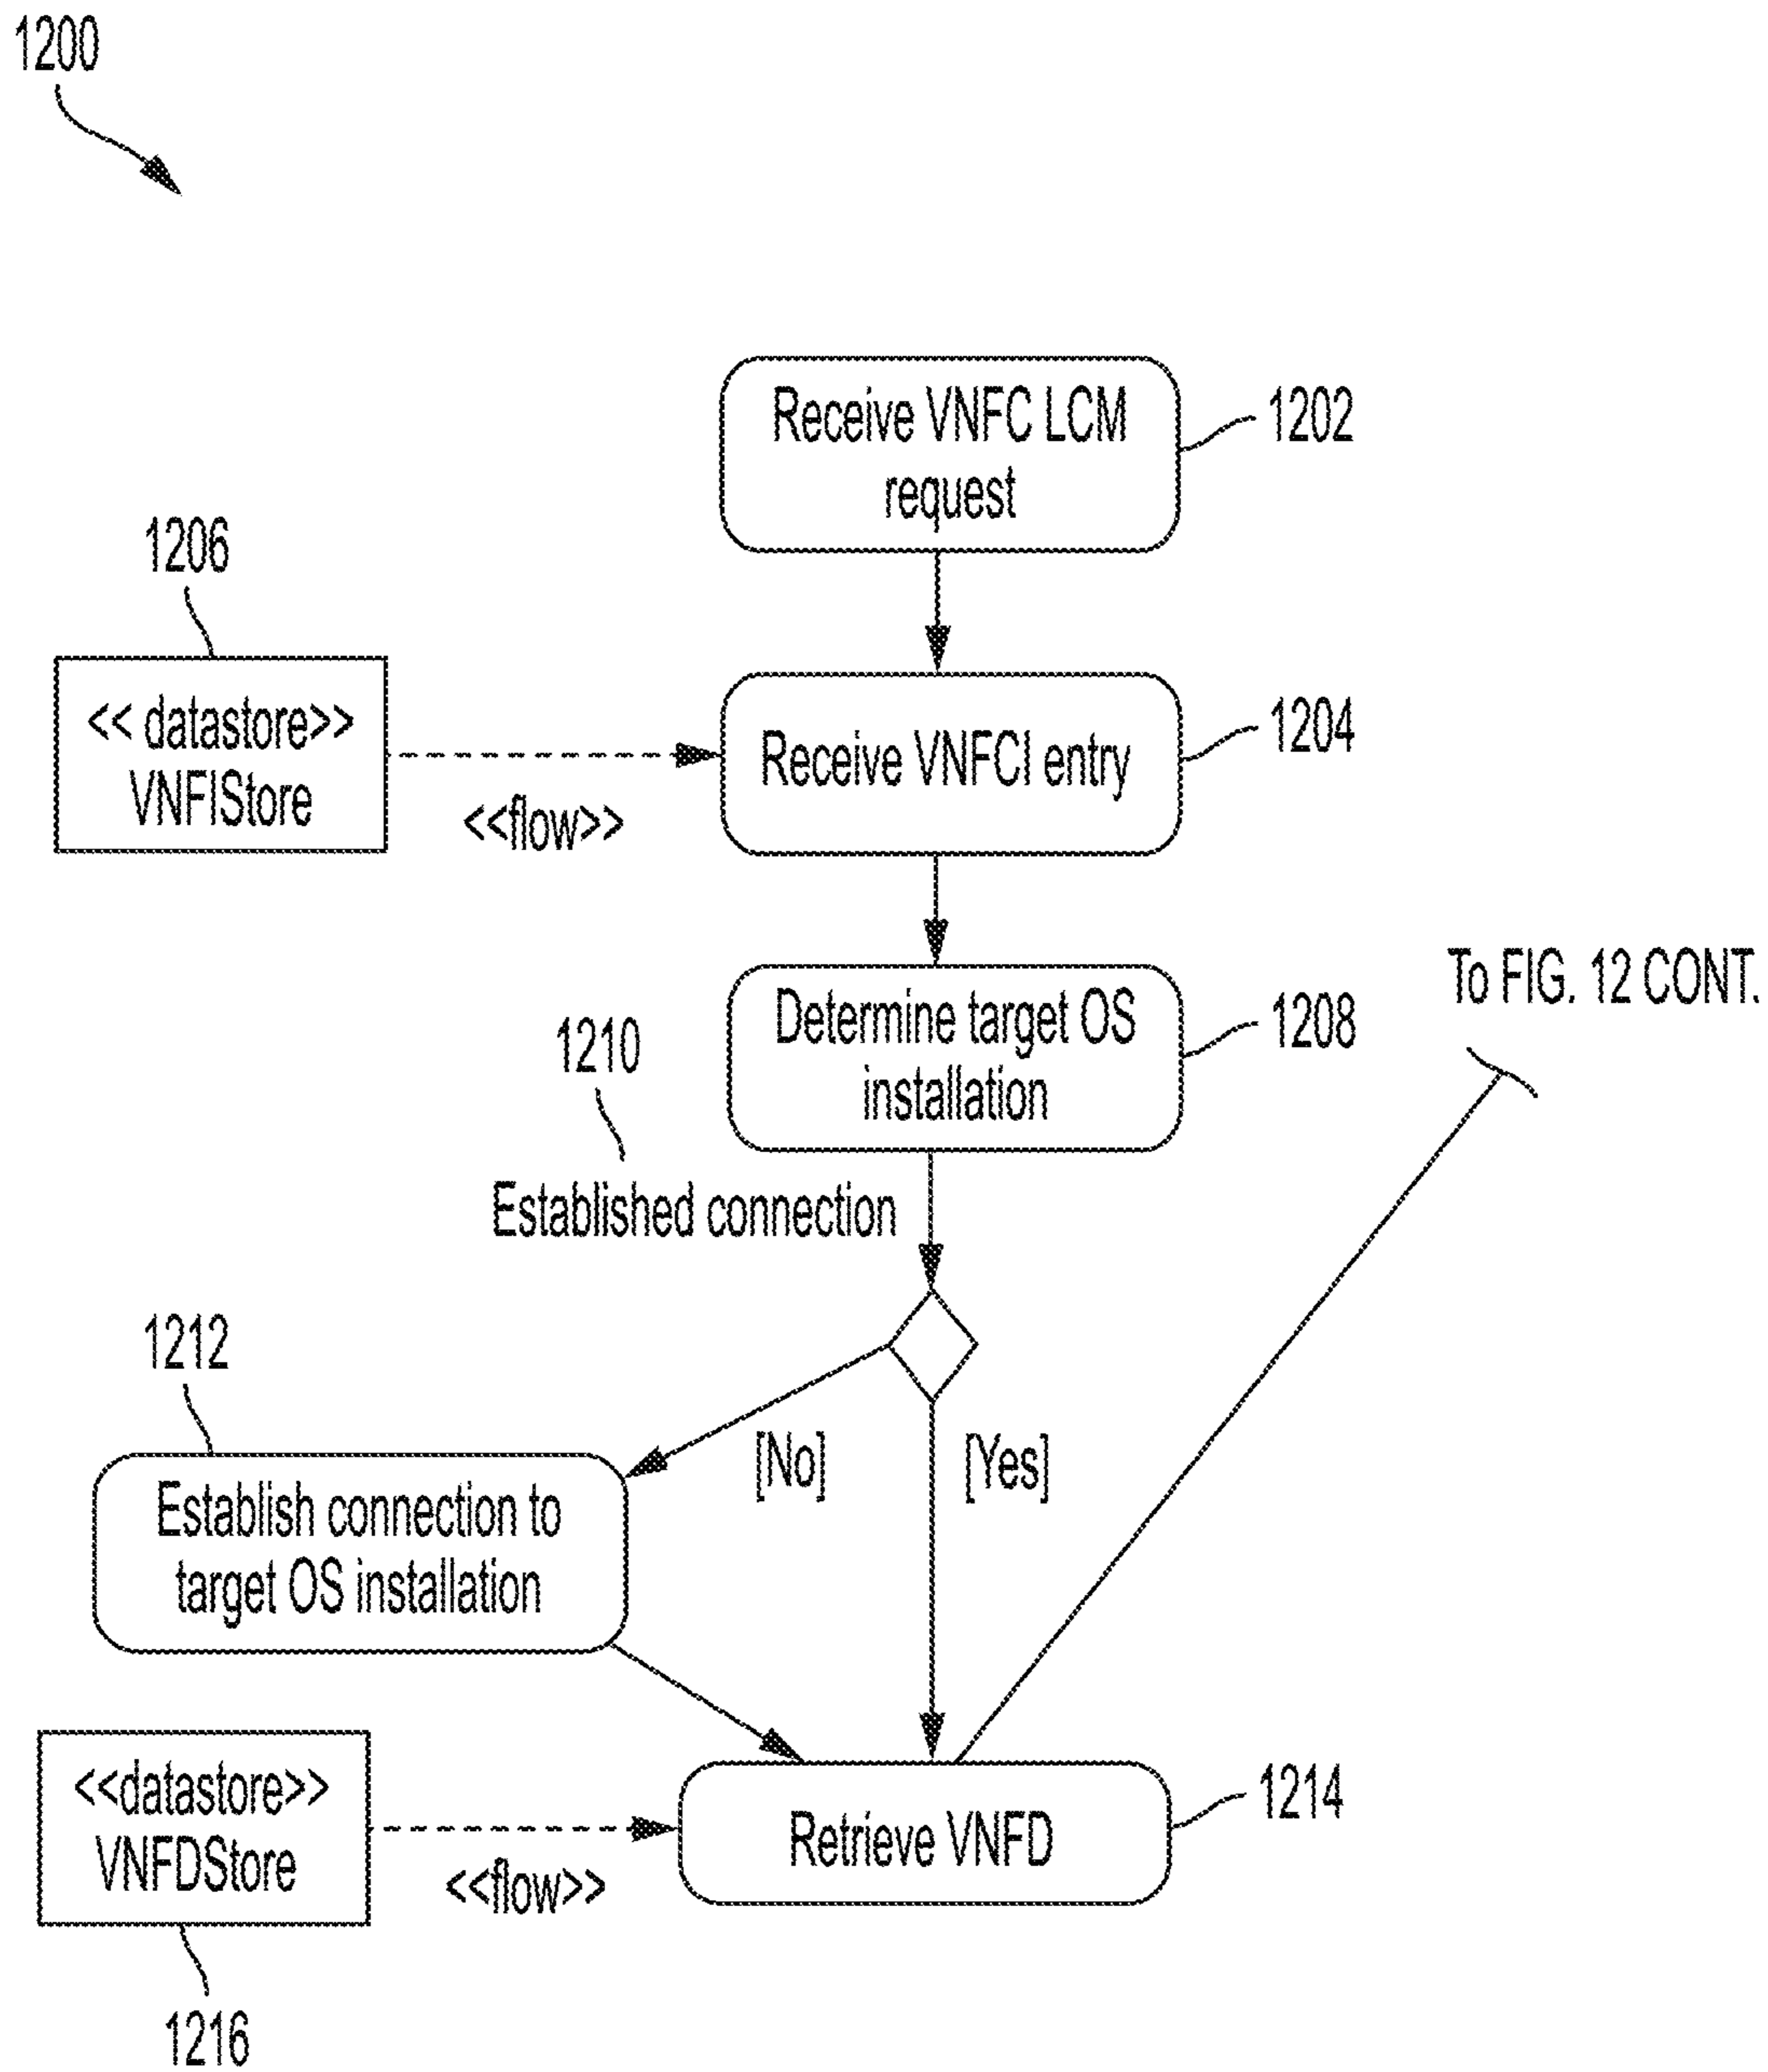 1200
Receive VNFC LCM
request
1202
1206
<< datastore>>
VNFIStore
<<flow>>
Receive VNFCI entry
1204
To FIG. 12 CONT.
Determine target OS
installation
1208
1210
Established connection
1212
[No]
[Yes]
Establish connection to
target OS installation
<<datastore>>
VNFDStore
<<flow>>
Retrieve VNFD
1214
1216